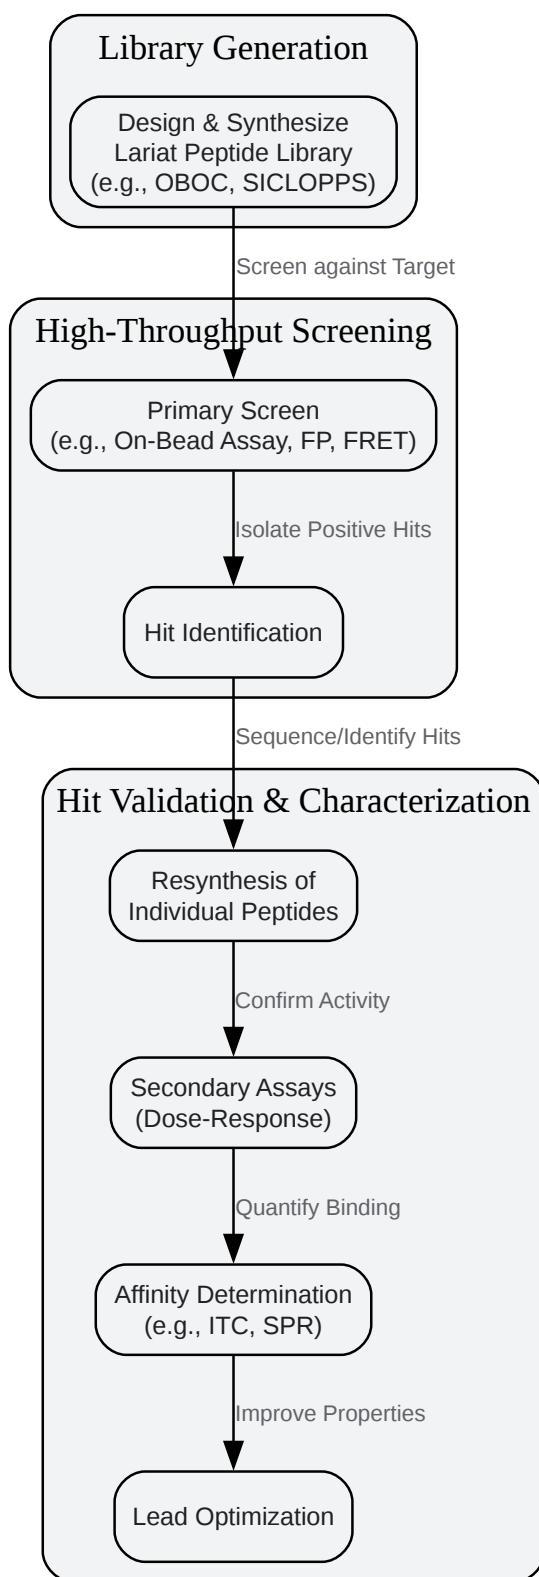 Library Generation
Design & Synthesize
Lariat Peptide Library
(e.g., OBOC, SICLOPPS)
Screen against Target
High-Throughput Screening
Primary Screen
(e.g., On-Bead Assay, FP, FRET)
Isolate Positive Hits
Hit Identification
Sequence/Identify Hits
Hit Validation & Characterization
Resynthesis of
Individual Peptides
Confirm Activity
Secondary Assays
(Dose-Response)
Quantify Binding
Affinity Determination
(e.g., ITC, SPR)
Improve Properties
Lead Optimization